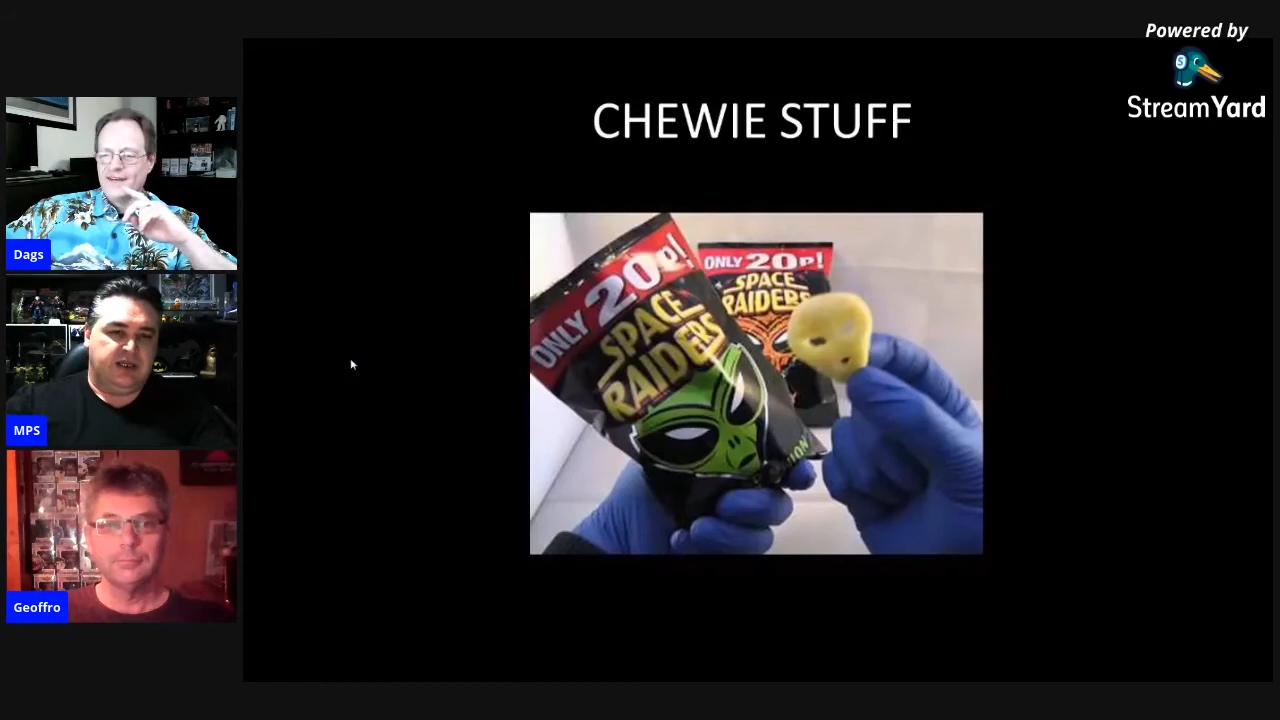 Powered by
StreamYard
CHEWIE STUFF
Dags
MPS
Geoffro
ONLY 20p!
SPACE
RAIDERS
ONLY 20p!
SPACE
RAIDERS